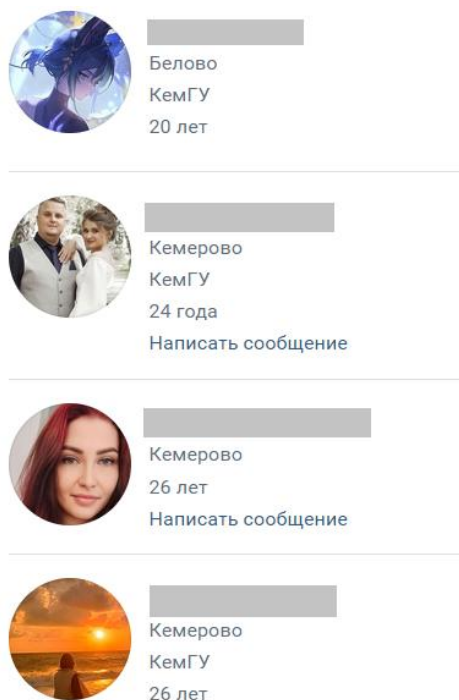 Белово
КемГУ
20 лет
Кемерово
КемГУ
24 года
Написать сообщение
Кемерово
26 лет
Написать сообщение
Кемерово
КемГУ
26 лет